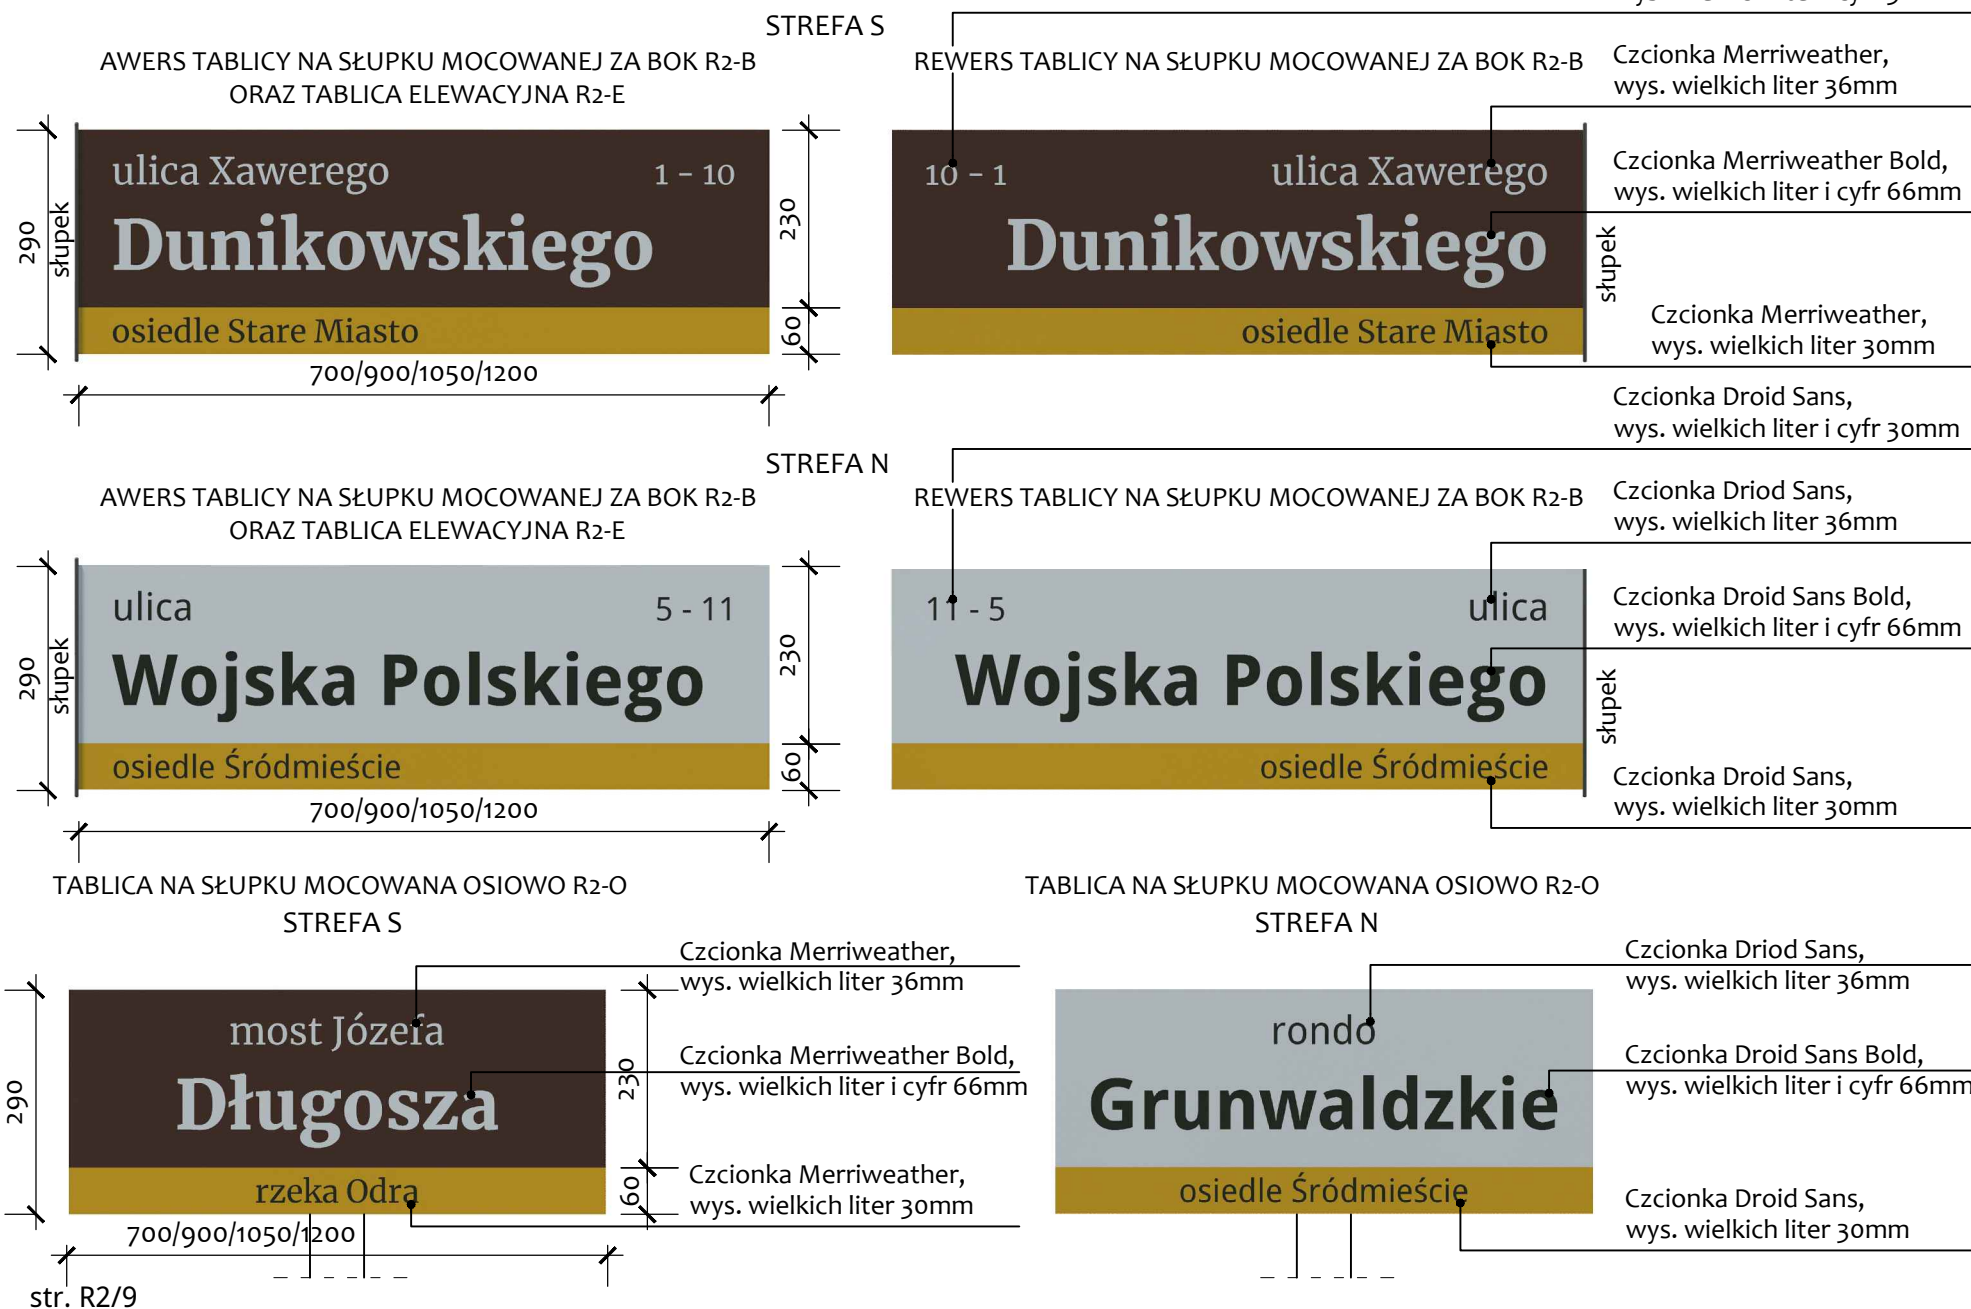 STREFA S
AWERS TABLICY NA SŁUPKU MOCOWANEJ ZA BOK R2-B
ORAZ TABLICA ELEWACYJNA R2-E
REWERS TABLICY NA SŁUPKU MOCOWANEJ ZA BOK R2-B
Czcionka Merriweather,
wys. wielkich liter 36mm
290
słupek
ulica Xawerego 1 - 10
Dunikowskiego
osiedle Stare Miasto
230
60
700/900/1050/1200
10 - 1 ulica Xawerego
Dunikowskiego
osiedle Stare Miasto
słupek
Czcionka Merriweather Bold,
wys. wielkich liter i cyfr 66mm
Czcionka Merriweather,
wys. wielkich liter 30mm
Czcionka Droid Sans,
wys. wielkich liter i cyfr 30mm
STREFA N
AWERS TABLICY NA SŁUPKU MOCOWANEJ ZA BOK R2-B
ORAZ TABLICA ELEWACYJNA R2-E
REWERS TABLICY NA SŁUPKU MOCOWANEJ ZA BOK R2-B
Czcionka Driod Sans,
wys. wielkich liter 36mm
290
słupek
ulica 5 - 11
Wojska Polskiego
osiedle Śródmieście
230
60
700/900/1050/1200
11 - 5 ulica
Wojska Polskiego
osiedle Śródmieście
słupek
Czcionka Droid Sans Bold,
wys. wielkich liter i cyfr 66mm
Czcionka Droid Sans,
wys. wielkich liter 30mm
TABLICA NA SŁUPKU MOCOWANA OSIOWO R2-O
STREFA S
290
most Józefa
Długosza
rzeka Odra
230
60
700/900/1050/1200
Czcionka Merriweather,
wys. wielkich liter 36mm
Czcionka Merriweather Bold,
wys. wielkich liter i cyfr 66mm
Czcionka Merriweather,
wys. wielkich liter 30mm
TABLICA NA SŁUPKU MOCOWANA OSIOWO R2-O
STREFA N
rondo
Grunwaldzkie
osiedle Śródmieście
Czcionka Driod Sans,
wys. wielkich liter 36mm
Czcionka Droid Sans Bold,
wys. wielkich liter i cyfr 66mm
Czcionka Droid Sans,
wys. wielkich liter 30mm
str. R2/9